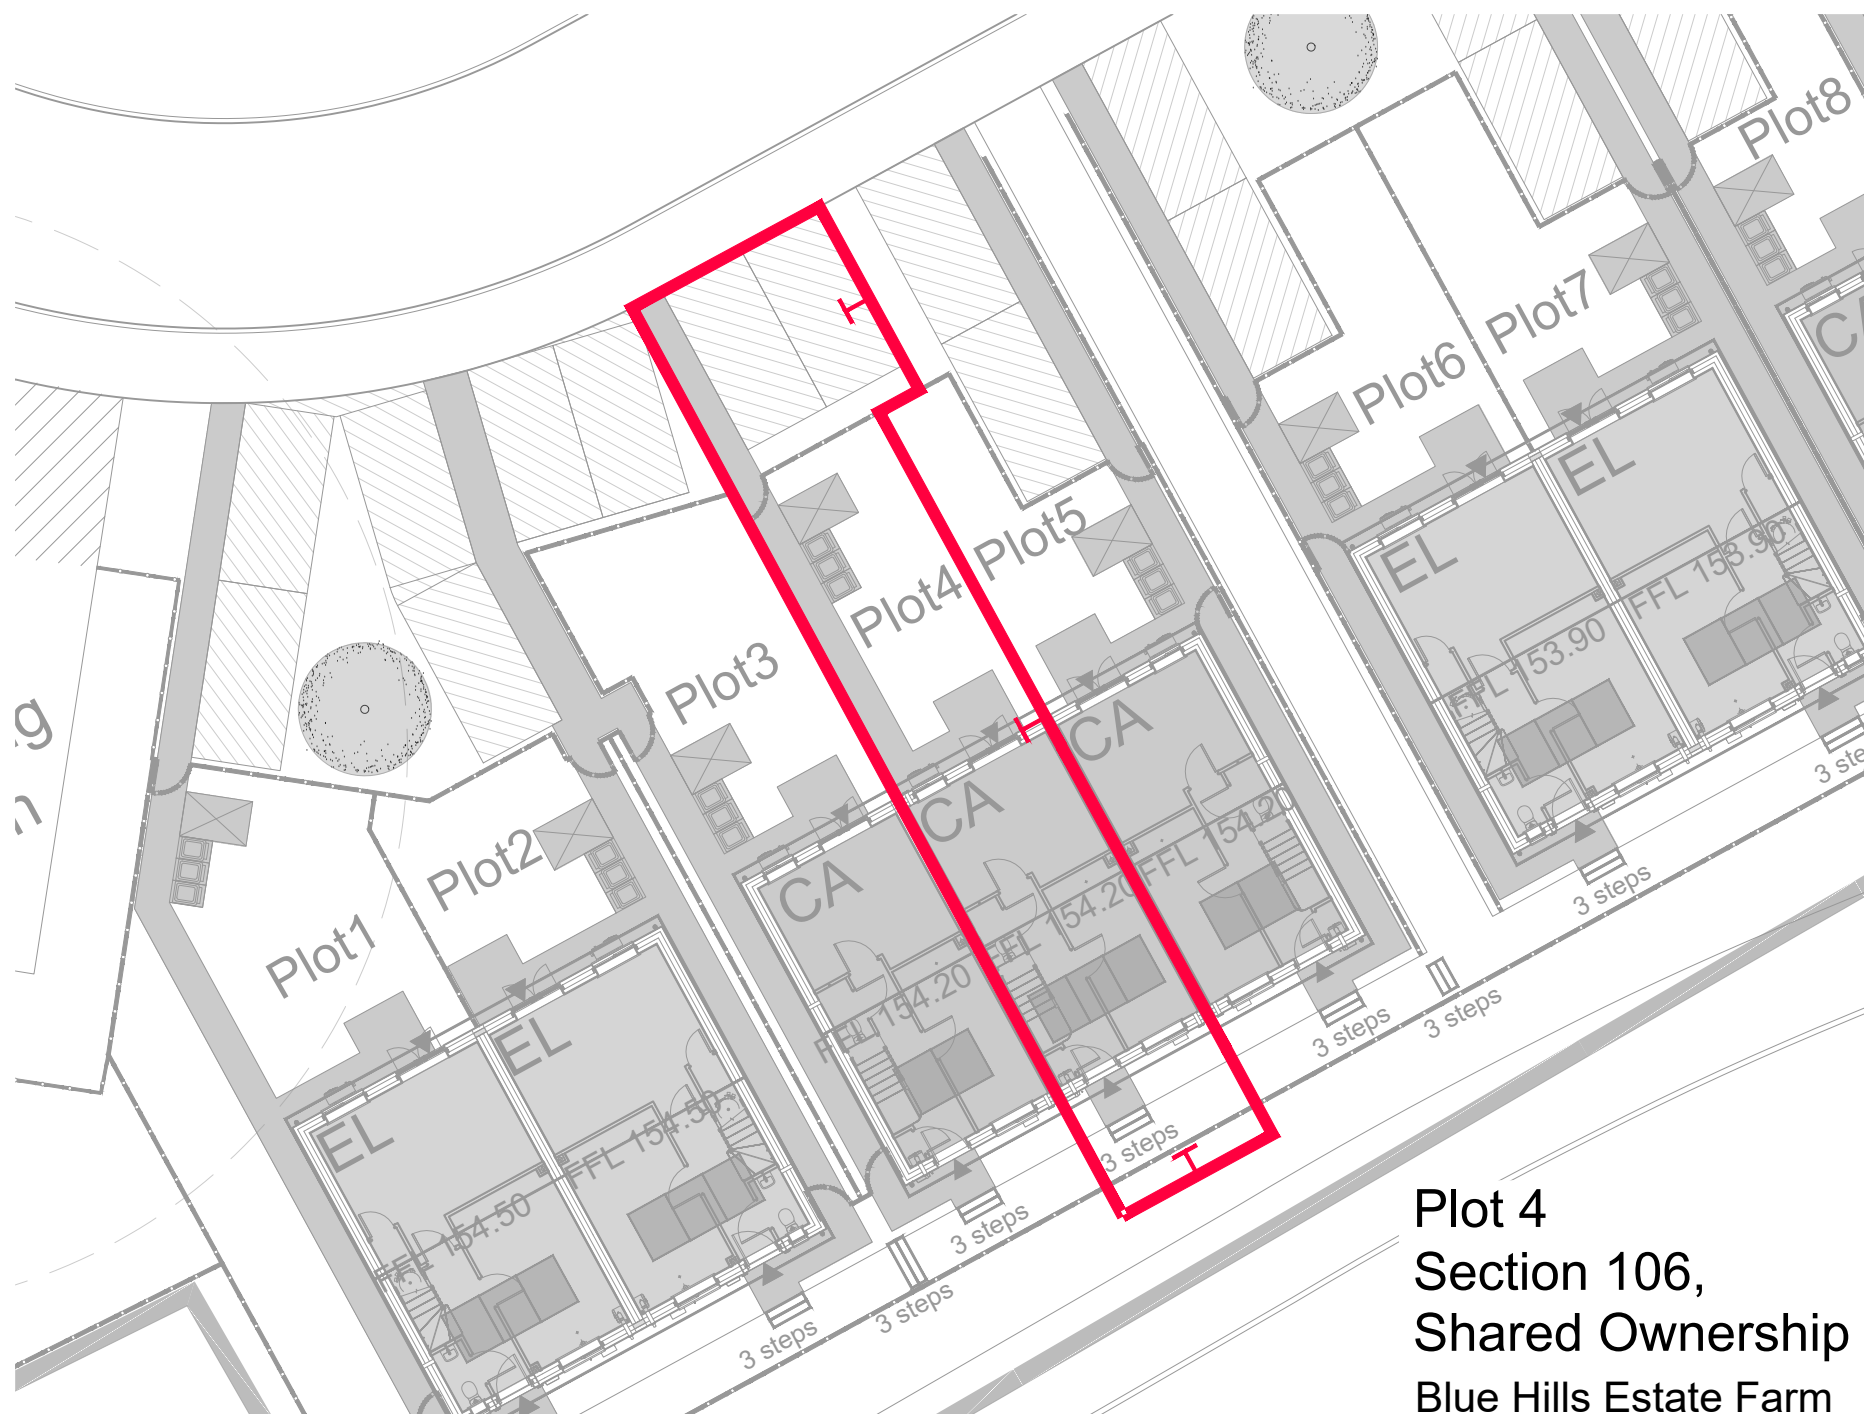 Plot8
Plot7
Plot6
Plot5
Plot4
Plot3
Plot2
Plot1
CA
EL
EL
FFL 153.90
FFL 153.90
3 steps
CA
CA
CA
FFL 154.20
FFL 154.20
FFL 154.20
3 steps
3 steps
3 steps
3 steps
EL
EL
FFL 154.50
FFL 154.50
3 steps
3 steps
Plot 4
Section 106,
Shared Ownership
Blue Hills Estate Farm